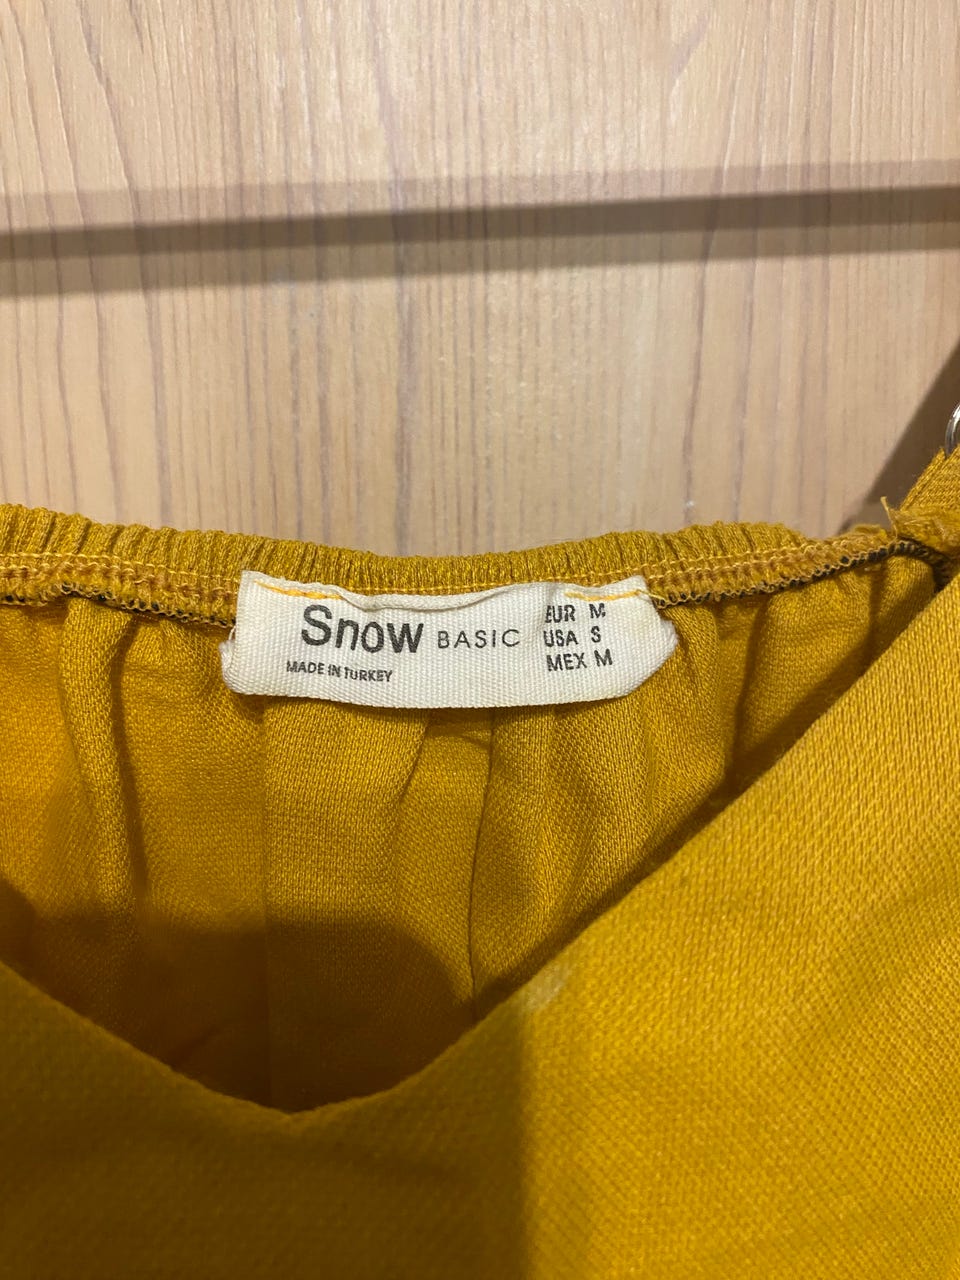 Snow BASIC
MADE IN TURKEY
EUR M
USA S
MEX M